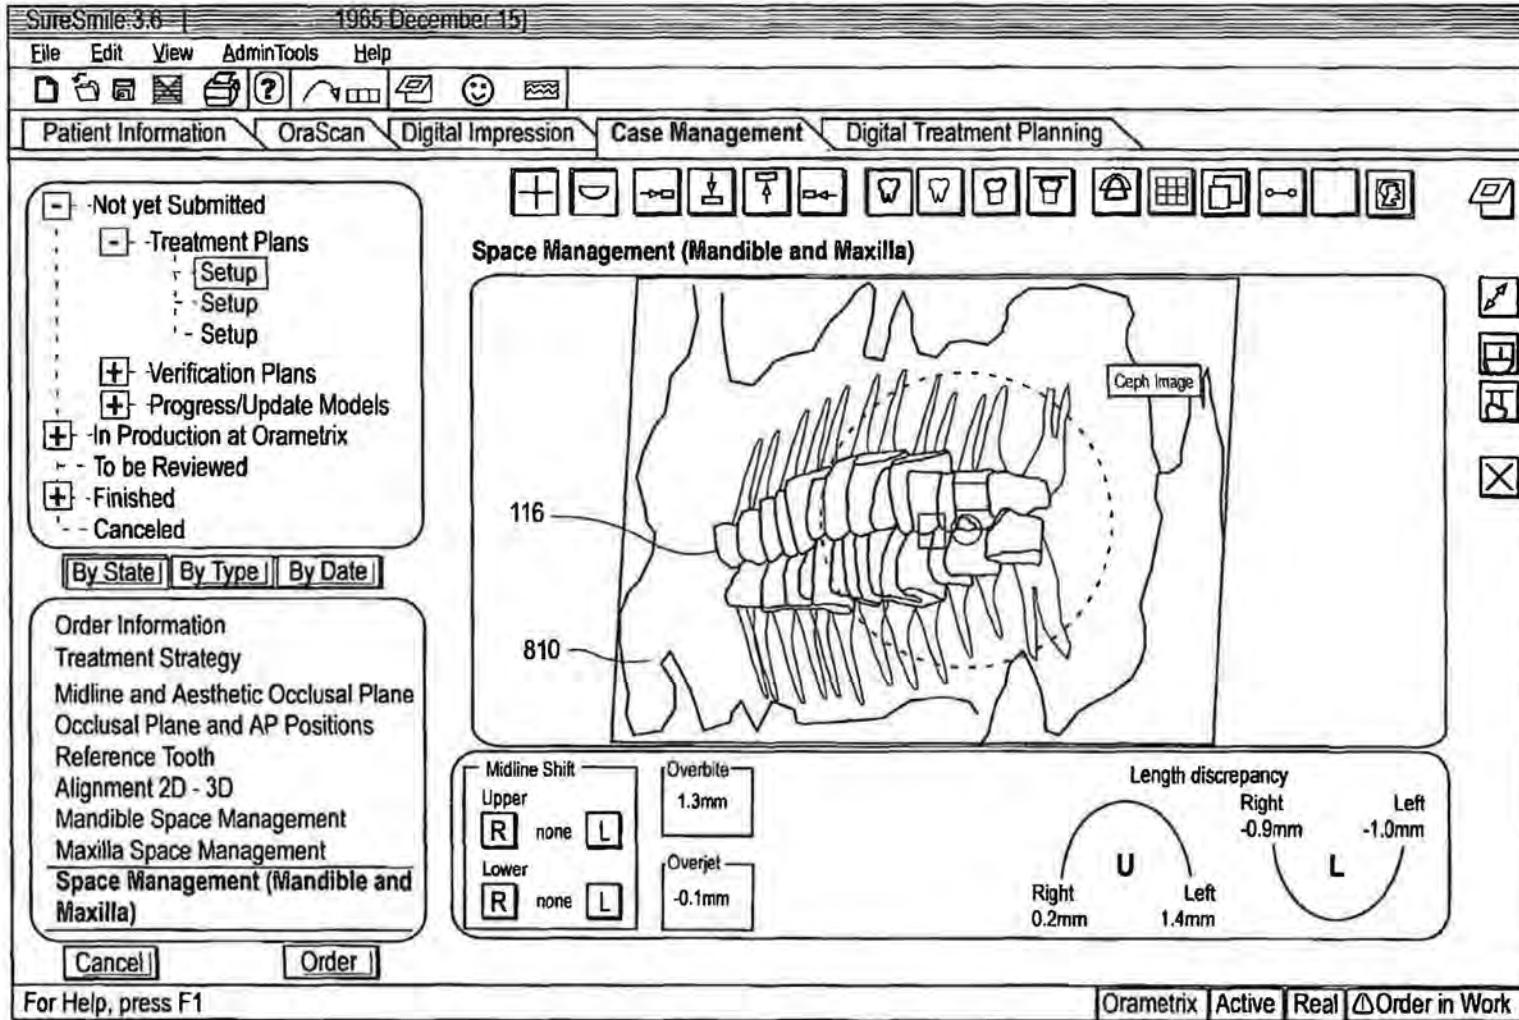 SureSmile 3.6 - [ 1965 December 15]
File Edit View AdminTools Help
Patient Information OraScan Digital Impression Case Management Digital Treatment Planning
Not yet Submitted
Treatment Plans
Setup
Setup
Setup
Verification Plans
Progress/Update Models
In Production at Orametrix
To be Reviewed
Finished
Canceled
By State By Type By Date
Order Information
Treatment Strategy
Midline and Aesthetic Occlusal Plane
Occlusal Plane and AP Positions
Reference Tooth
Alignment 2D - 3D
Mandible Space Management
Maxilla Space Management
Space Management (Mandible and
Maxilla)
Cancel Order
Space Management (Mandible and Maxilla)
Ceph Image
116
810
Midline Shift
Upper
R none L
Lower
R none L
Overbite
1.3mm
Overjet
-0.1mm
Length discrepancy
U
Right Left
0.2mm 1.4mm
Right Left
-0.9mm -1.0mm
L
For Help, press F1
Orametrix Active Real Order in Work